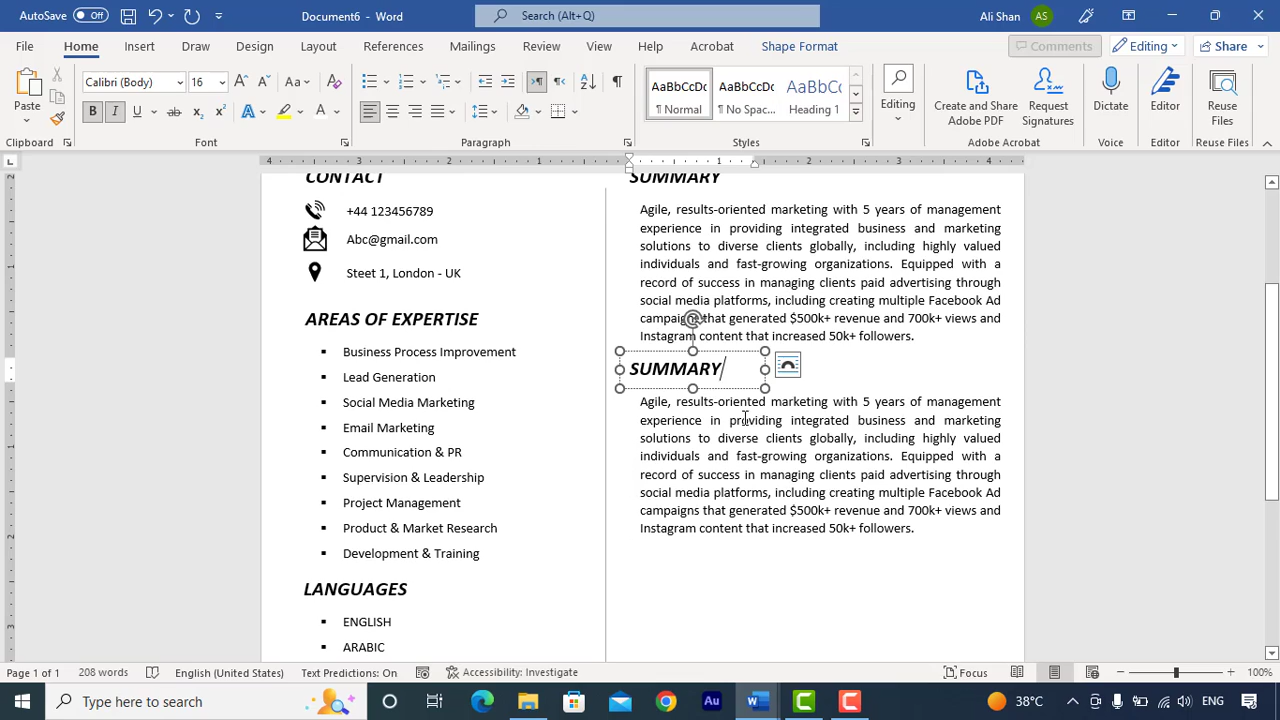 AutoSave Off
Document6 - Word
Search (Alt+Q)
Ali Shan
AS
File Home Insert Draw Design Layout References Mailings Review View Help Acrobat Shape Format
Comments
Editing
Share
Paste
Calibri (Body) 16
AaBbCcDc AaBbCcDc AaBbCc
¶ Normal ¶ No Spac... Heading 1
Editing
Create and Share Adobe PDF
Request Signatures
Dictate
Editor
Reuse Files
Clipboard Font Paragraph Styles Adobe Acrobat Voice Editor Reuse Files
CONTACT
+44 123456789
Abc@gmail.com
Steet 1, London - UK
AREAS OF EXPERTISE
Business Process Improvement
Lead Generation
Social Media Marketing
Email Marketing
Communication & PR
Supervision & Leadership
Project Management
Product & Market Research
Development & Training
LANGUAGES
ENGLISH
ARABIC
SUMMARY
Agile, results-oriented marketing with 5 years of management
experience in providing integrated business and marketing
solutions to diverse clients globally, including highly valued
individuals and fast-growing organizations. Equipped with a
record of success in managing clients paid advertising through
social media platforms, including creating multiple Facebook Ad
campaigns that generated $500k+ revenue and 700k+ views and
Instagram content that increased 50k+ followers.
SUMMARY
Agile, results-oriented marketing with 5 years of management
experience in providing integrated business and marketing
solutions to diverse clients globally, including highly valued
individuals and fast-growing organizations. Equipped with a
record of success in managing clients paid advertising through
social media platforms, including creating multiple Facebook Ad
campaigns that generated $500k+ revenue and 700k+ views and
Instagram content that increased 50k+ followers.
Page 1 of 1 208 words English (United States) Text Predictions: On Accessibility: Investigate Focus 100%
Type here to search
38°C ENG